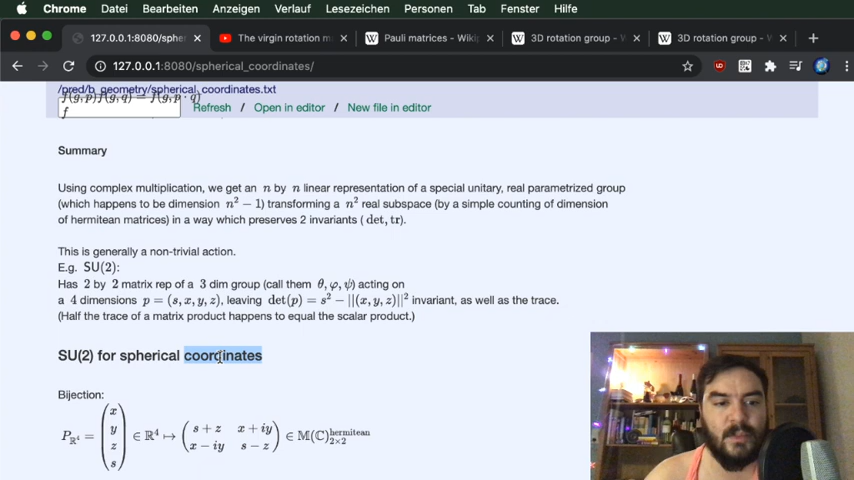 Chrome Datei Bearbeiten Anzeigen Verlauf Lesezeichen Personen Tab Fenster Hilfe
127.0.0.1:8080/sphe The virgin rotation m Pauli matrices - Wiki 3D rotation group - 3D rotation group -
127.0.0.1:8080/spherical_coordinates/
/pred/b_geometry/spherical_coordinates.txt
f(g,p)f(g,q) = f(g,p · q)
f Refresh / Open in editor / New file in editor
Summary
Using complex multiplication, we get an n by n linear representation of a special unitary, real parametrized group
(which happens to be dimension n² − 1) transforming a n² real subspace (by a simple counting of dimension
of hermitean matrices) in a way which preserves 2 invariants ( det, tr).
This is generally a non-trivial action.
E.g. SU(2):
Has 2 by 2 matrix rep of a 3 dim group (call them θ, φ, ψ) acting on
a 4 dimensions p = (s, x, y, z), leaving det(p) = s² − ||(x, y, z)||² invariant, as well as the trace.
(Half the trace of a matrix product happens to equal the scalar product.)
SU(2) for spherical coordinates
Bijection:
P_ℝ⁴ = (x y z s) ∈ ℝ⁴ ↦ (s + z x + iy x − iy s − z) ∈ 𝕄(ℂ)^hermitean_2×2